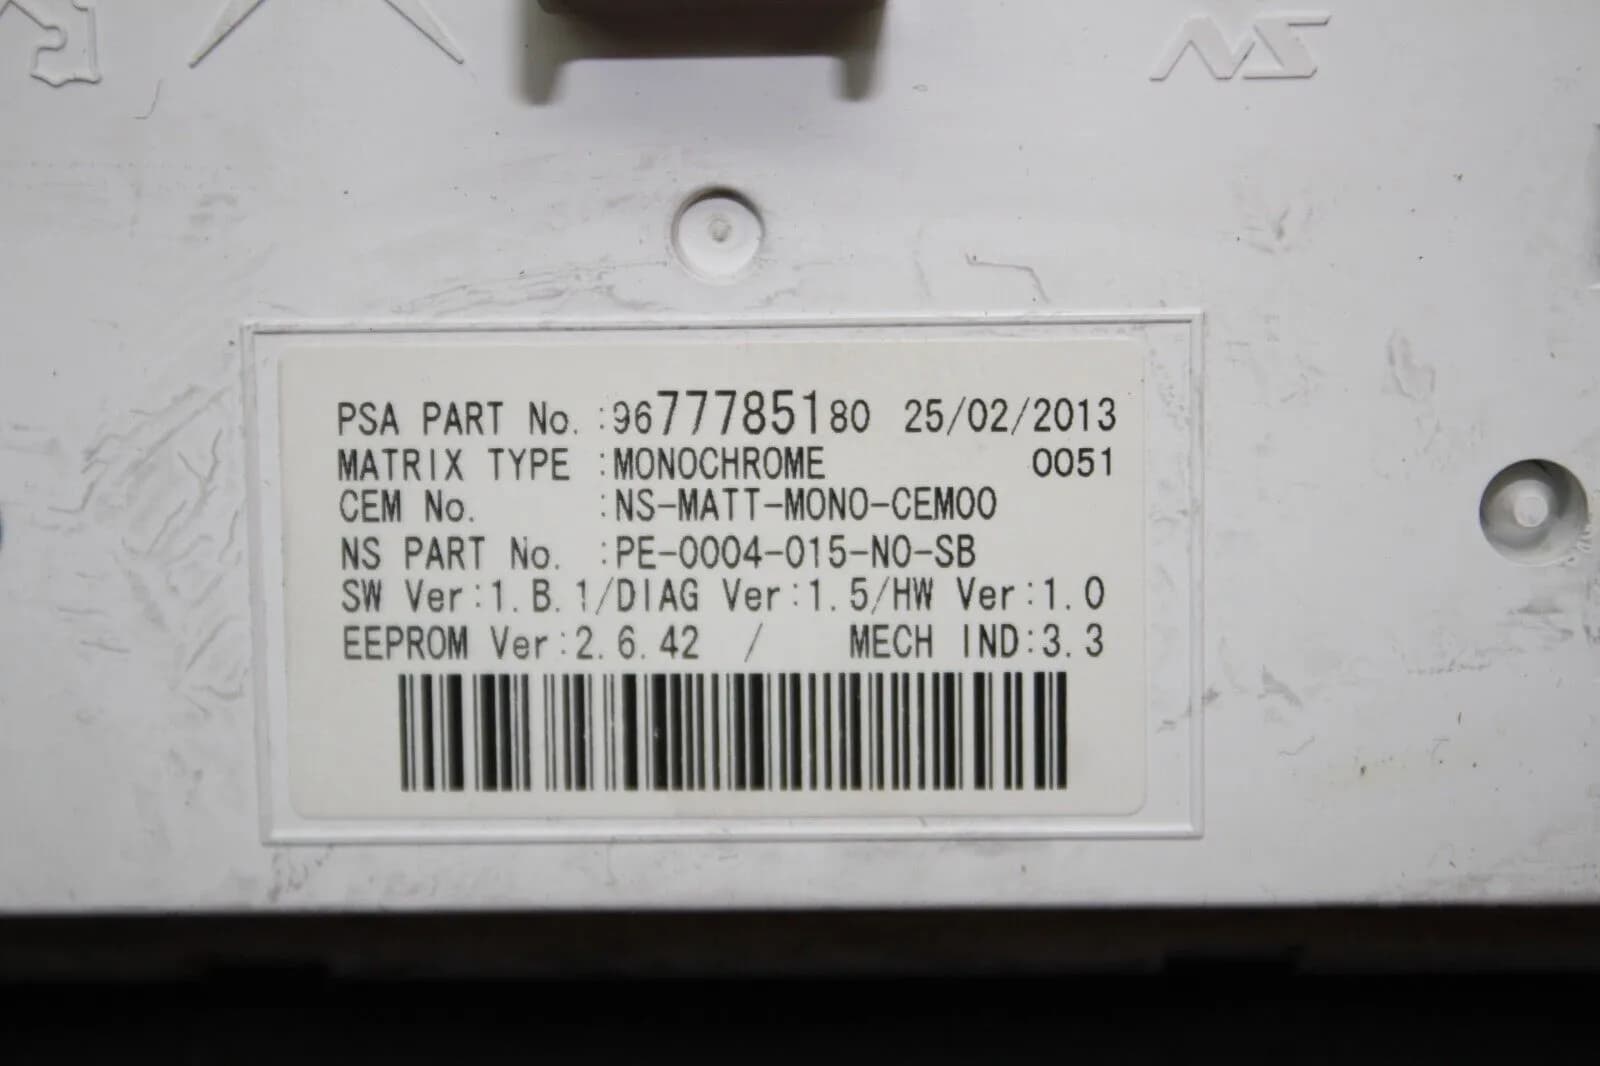 NS
PSA PART No. :9677785180 25/02/2013
MATRIX TYPE :MONOCHROME 0051
CEM No. :NS-MATT-MONO-CEM00
NS PART No. :PE-0004-015-N0-SB
SW Ver:1.B.1/DIAG Ver:1.5/HW Ver:1.0
EEPROM Ver:2.6.42 / MECH IND:3.3